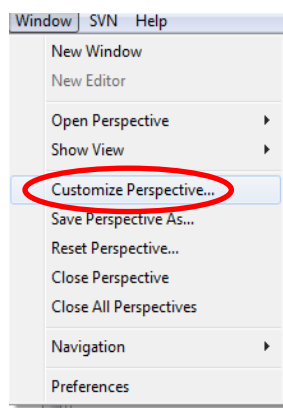 Window SVN Help
New Window
New Editor
Open Perspective
Show View
Customize Perspective...
Save Perspective As...
Reset Perspective...
Close Perspective
Close All Perspectives
Navigation
Preferences